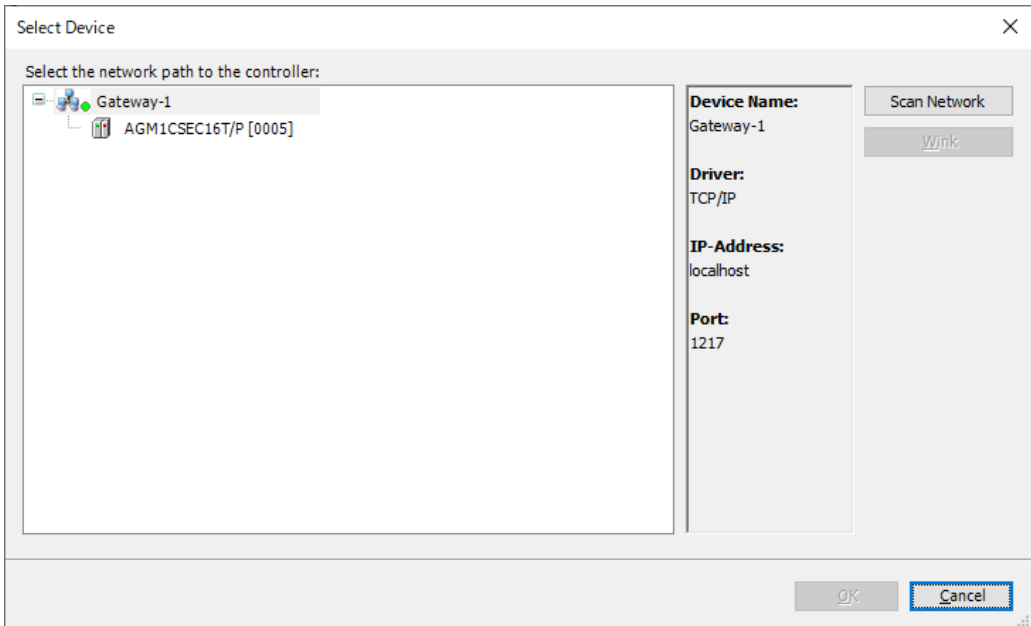 Select Device
Select the network path to the controller:
Gateway-1
AGM1CSEC16T/P [0005]
Device Name:
Gateway-1
Driver:
TCP/IP
IP-Address:
localhost
Port:
1217
Scan Network
Wink
OK
Cancel